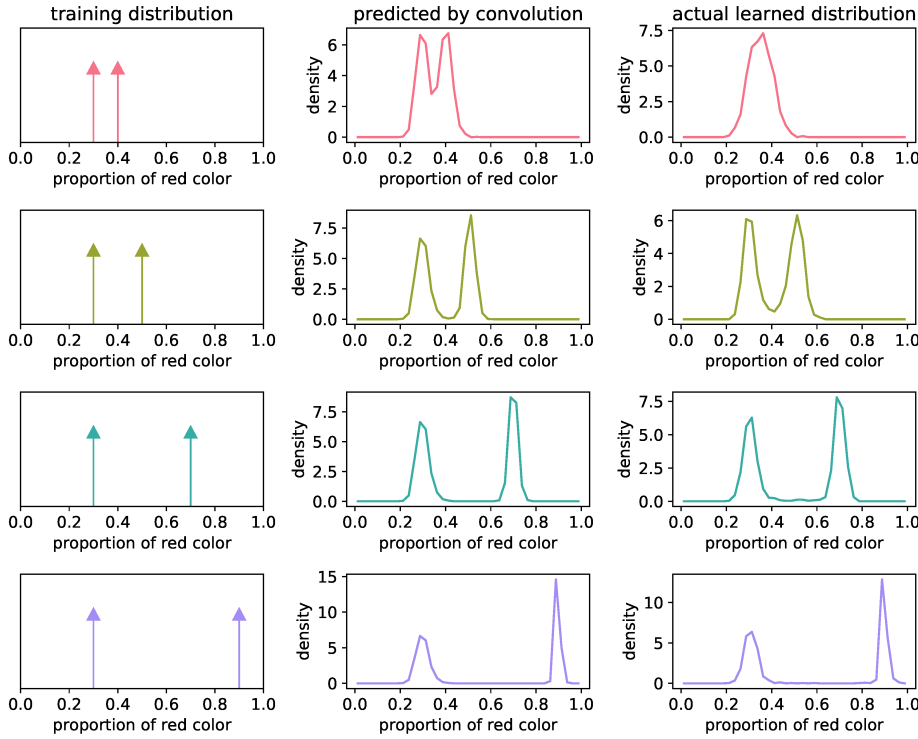 training distribution
predicted by convolution
actual learned distribution
0.0 0.2 0.4 0.6 0.8 1.0
proportion of red color
density
6
4
2
0
0.0 0.2 0.4 0.6 0.8 1.0
proportion of red color
density
7.5
5.0
2.5
0.0
0.0 0.2 0.4 0.6 0.8 1.0
proportion of red color
0.0 0.2 0.4 0.6 0.8 1.0
proportion of red color
density
7.5
5.0
2.5
0.0
0.0 0.2 0.4 0.6 0.8 1.0
proportion of red color
density
6
4
2
0
0.0 0.2 0.4 0.6 0.8 1.0
proportion of red color
0.0 0.2 0.4 0.6 0.8 1.0
proportion of red color
density
7.5
5.0
2.5
0.0
0.0 0.2 0.4 0.6 0.8 1.0
proportion of red color
density
7.5
5.0
2.5
0.0
0.0 0.2 0.4 0.6 0.8 1.0
proportion of red color
0.0 0.2 0.4 0.6 0.8 1.0
proportion of red color
density
15
10
5
0
0.0 0.2 0.4 0.6 0.8 1.0
proportion of red color
density
10
5
0
0.0 0.2 0.4 0.6 0.8 1.0
proportion of red color